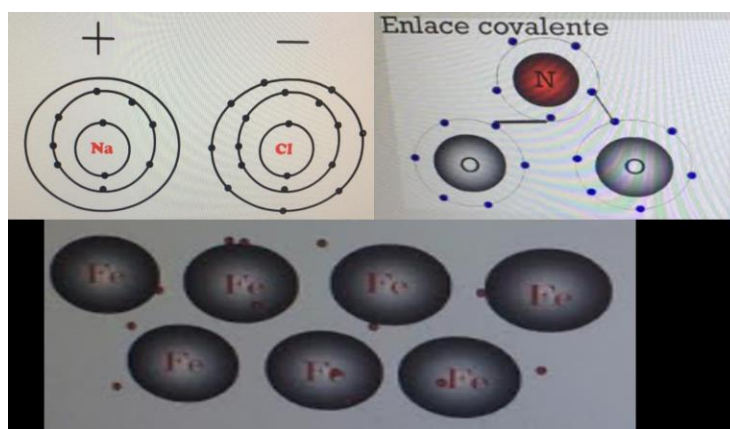 + −
Na Cl
Enlace covalente
N
O O
Fe Fe Fe Fe
Fe Fe Fe